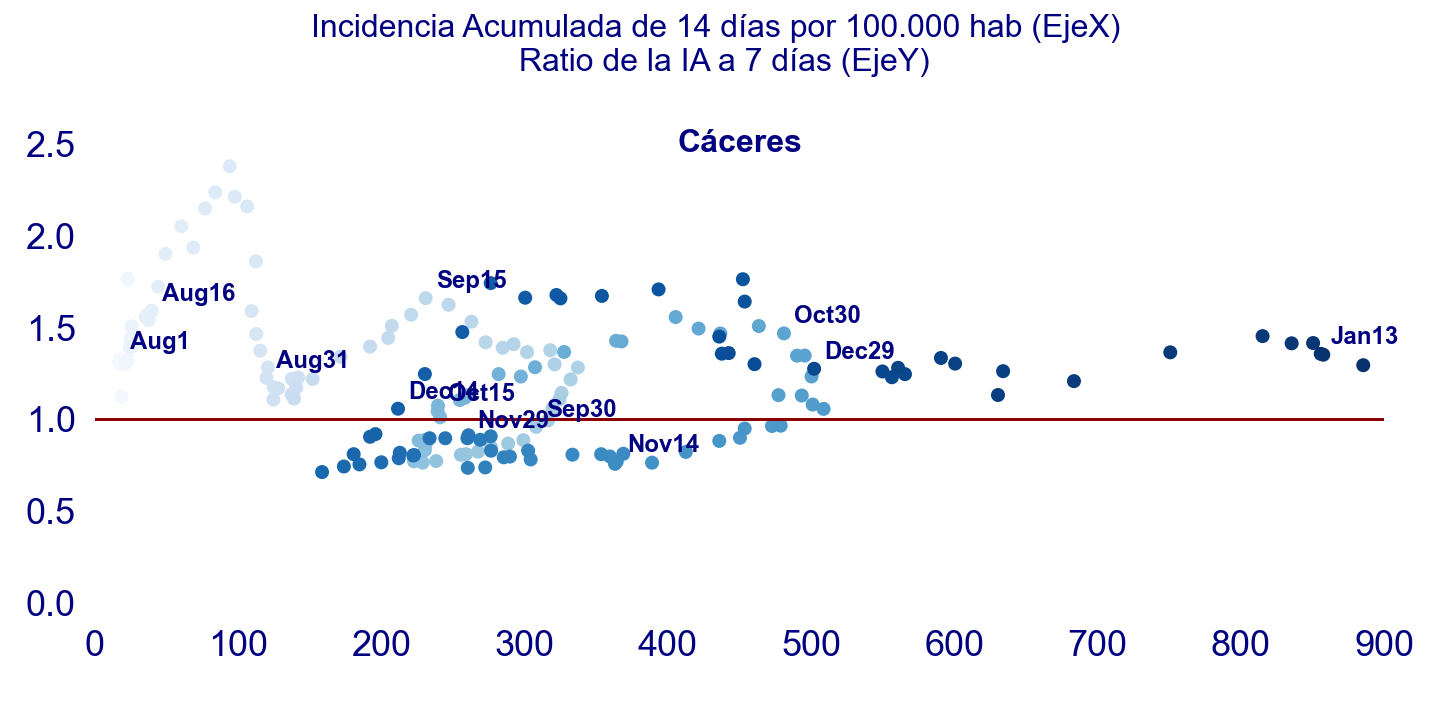 Incidencia Acumulada de 14 días por 100.000 hab (EjeX)
Ratio de la IA a 7 días (EjeY)
Cáceres
2.5
2.0
1.5
1.0
0.5
0.0
Sep15
Aug16
Oct30
Jan13
Aug1
Dec29
Aug31
Dec14
Oct15
Sep30
Nov29
Nov14
0 100 200 300 400 500 600 700 800 900